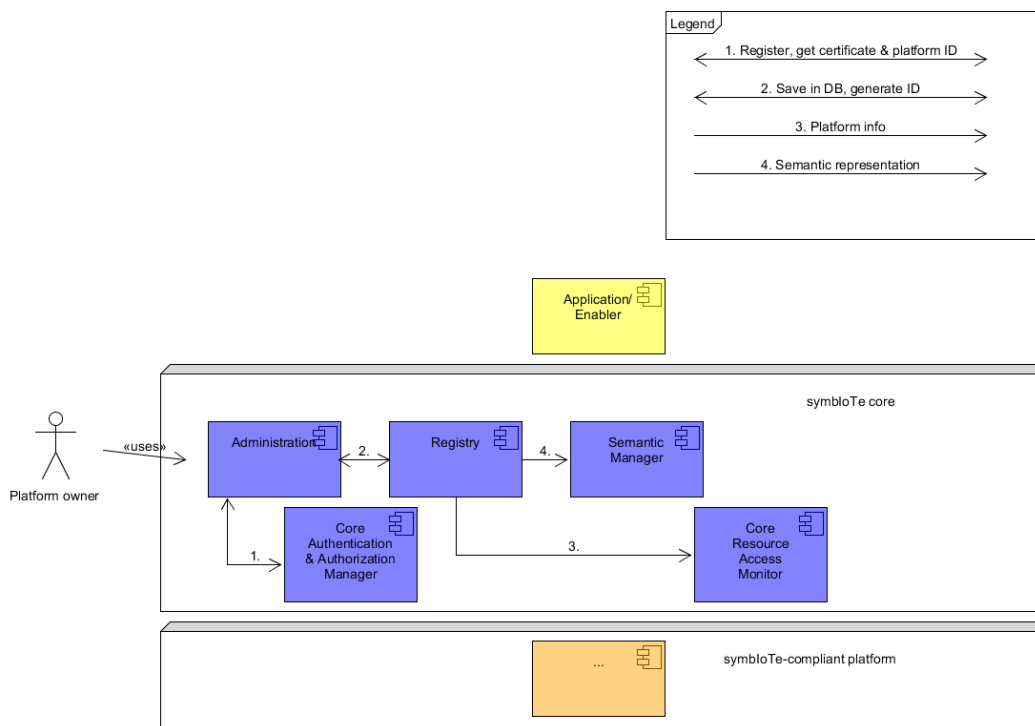 Legend
1. Register, get certificate & platform ID
2. Save in DB, generate ID
3. Platform info
4. Semantic representation
Application/
Enabler
symbIoTe core
«uses»
Platform owner
Administration
2.
Registry
4.
Semantic
Manager
1.
Core
Authentication
& Authorization
Manager
3.
Core
Resource
Access
Monitor
...
symbIoTe-compliant platform